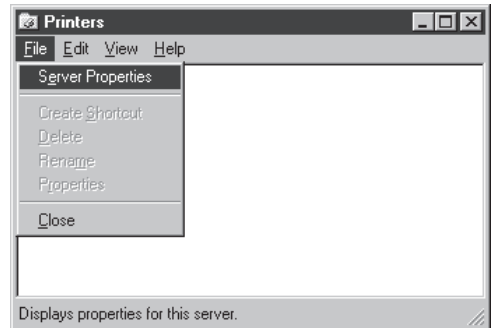 Printers
File Edit View Help
Server Properties
Create Shortcut
Delete
Rename
Properties
Close
Displays properties for this server.